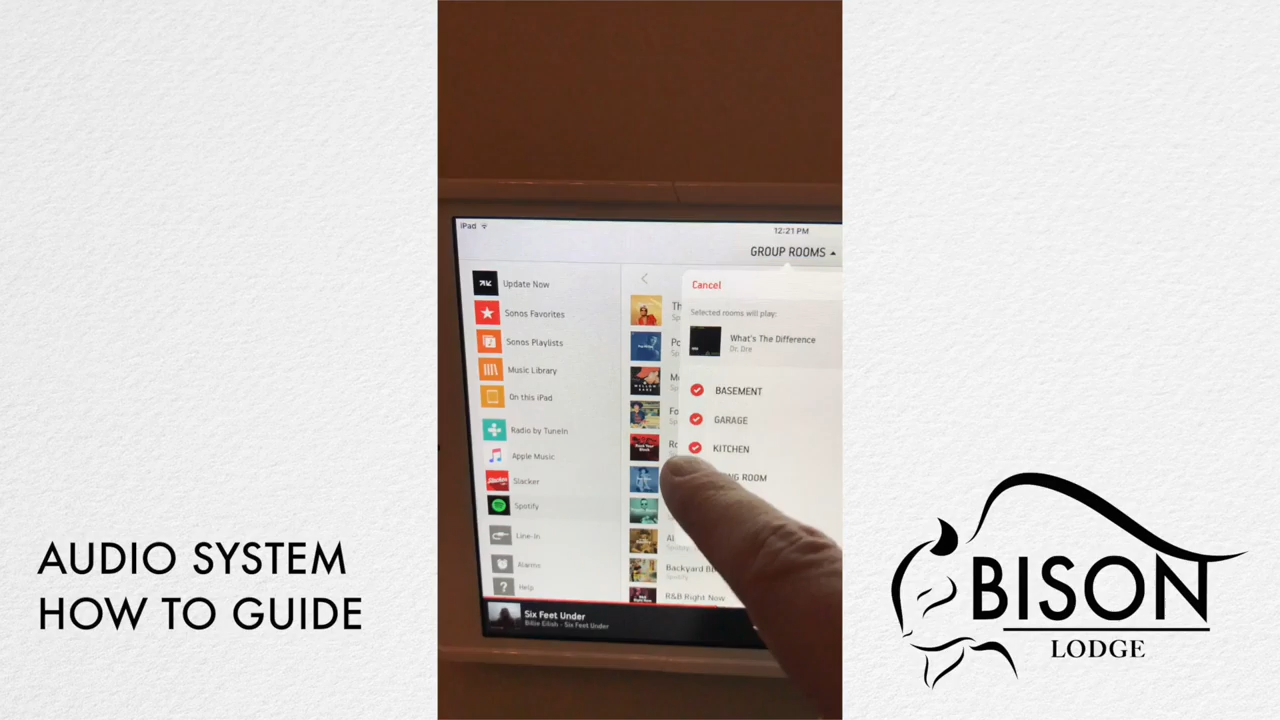 AUDIO SYSTEM
HOW TO GUIDE
iPad
12:21 PM
GROUP ROOMS
Update Now
Sonos Favorites
Sonos Playlists
Music Library
On this iPad
Radio by TuneIn
Apple Music
Slacker
Spotify
Line-In
Alarms
Help
Cancel
Selected rooms will play:
What's The Difference
Dr. Dre
BASEMENT
GARAGE
KITCHEN
ROOM
Backyard
Spotify
R&B Right Now
Six Feet Under
Billie Eilish - Six Feet Under
BISON
LODGE